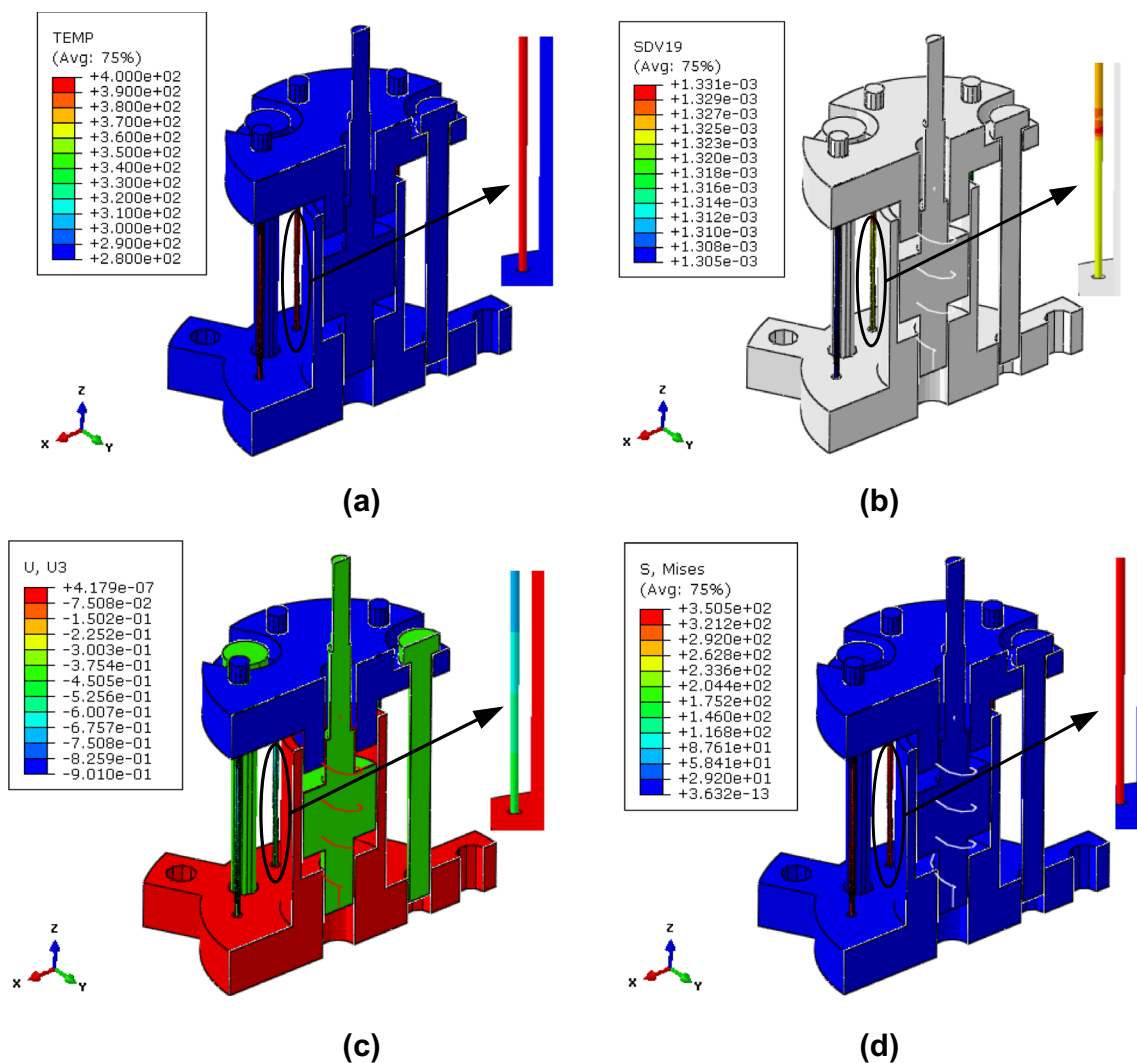 TEMP
(Avg: 75%)
+4.000e+02
+3.900e+02
+3.800e+02
+3.700e+02
+3.600e+02
+3.500e+02
+3.400e+02
+3.300e+02
+3.200e+02
+3.100e+02
+3.000e+02
+2.900e+02
+2.800e+02
Z
X
Y
(a)
SDV19
(Avg: 75%)
+1.331e-03
+1.329e-03
+1.327e-03
+1.325e-03
+1.323e-03
+1.320e-03
+1.318e-03
+1.316e-03
+1.314e-03
+1.312e-03
+1.310e-03
+1.308e-03
+1.305e-03
Z
X
Y
(b)
U, U3
+4.179e-07
-7.508e-02
-1.502e-01
-2.252e-01
-3.003e-01
-3.754e-01
-4.505e-01
-5.256e-01
-6.007e-01
-6.757e-01
-7.508e-01
-8.259e-01
-9.010e-01
Z
X
Y
(c)
S, Mises
(Avg: 75%)
+3.505e+02
+3.212e+02
+2.920e+02
+2.628e+02
+2.336e+02
+2.044e+02
+1.752e+02
+1.460e+02
+1.168e+02
+8.761e+01
+5.841e+01
+2.920e+01
+3.632e-13
Z
X
Y
(d)